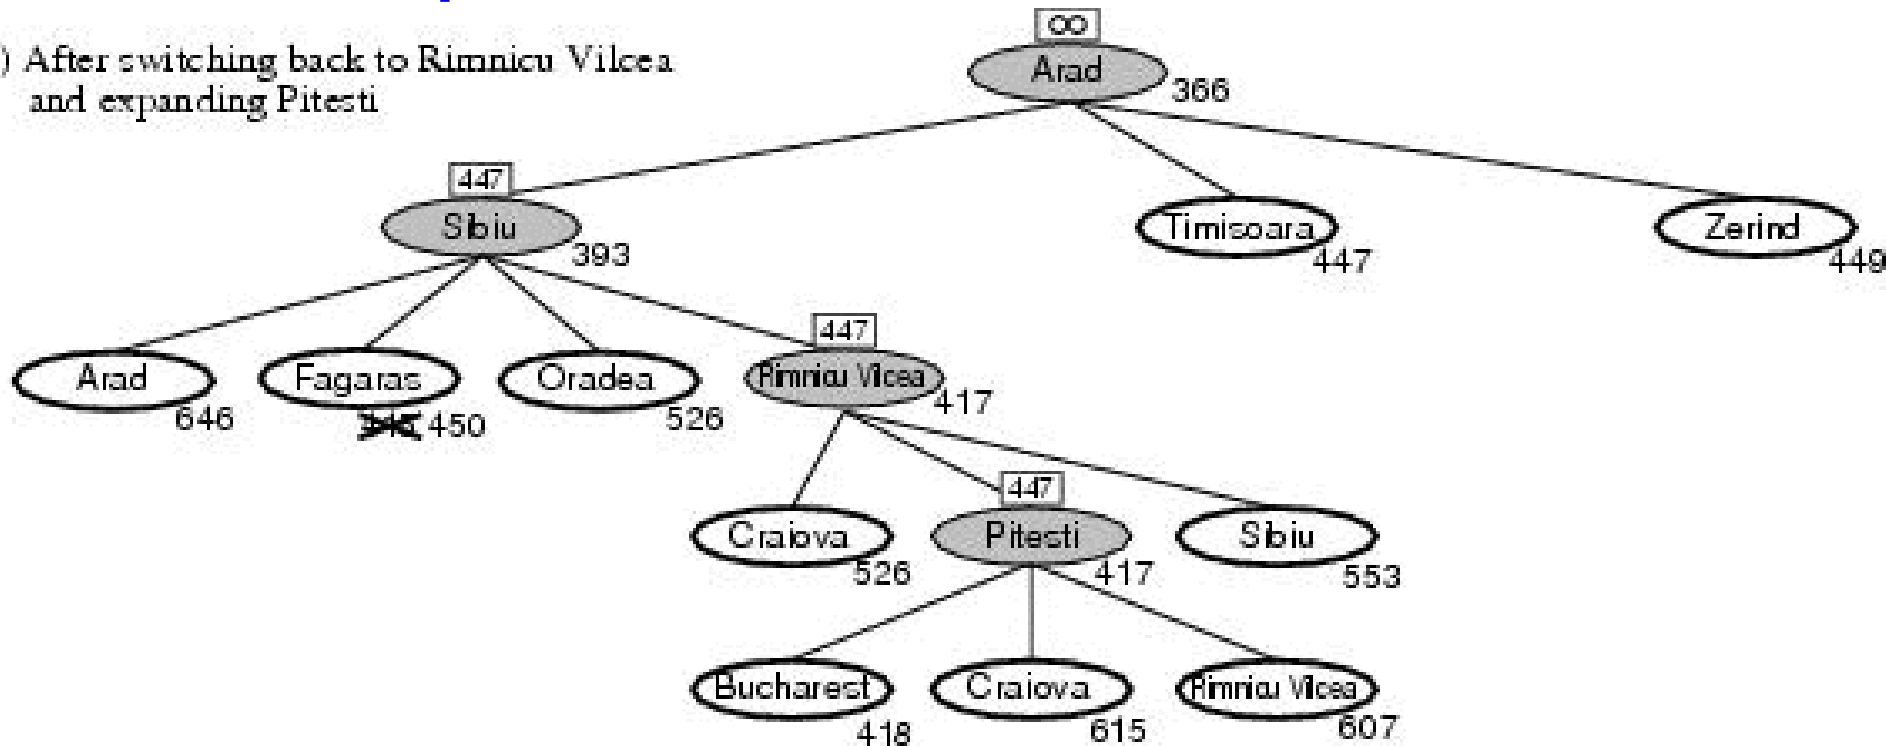 ∞
) After switching back to Rimnicu Vilcea
Arad
and expanding Pitesti
366
447
Sibiu
393
Timisoara
447
Zerind
449
447
Arad
646
Fagaras
450
Oradea
526
Rimnicu Vilcea
417
447
Craiova
526
Pitesti
417
Sibiu
553
Bucharest
418
Craiova
615
Rimnicu Vilcea
607